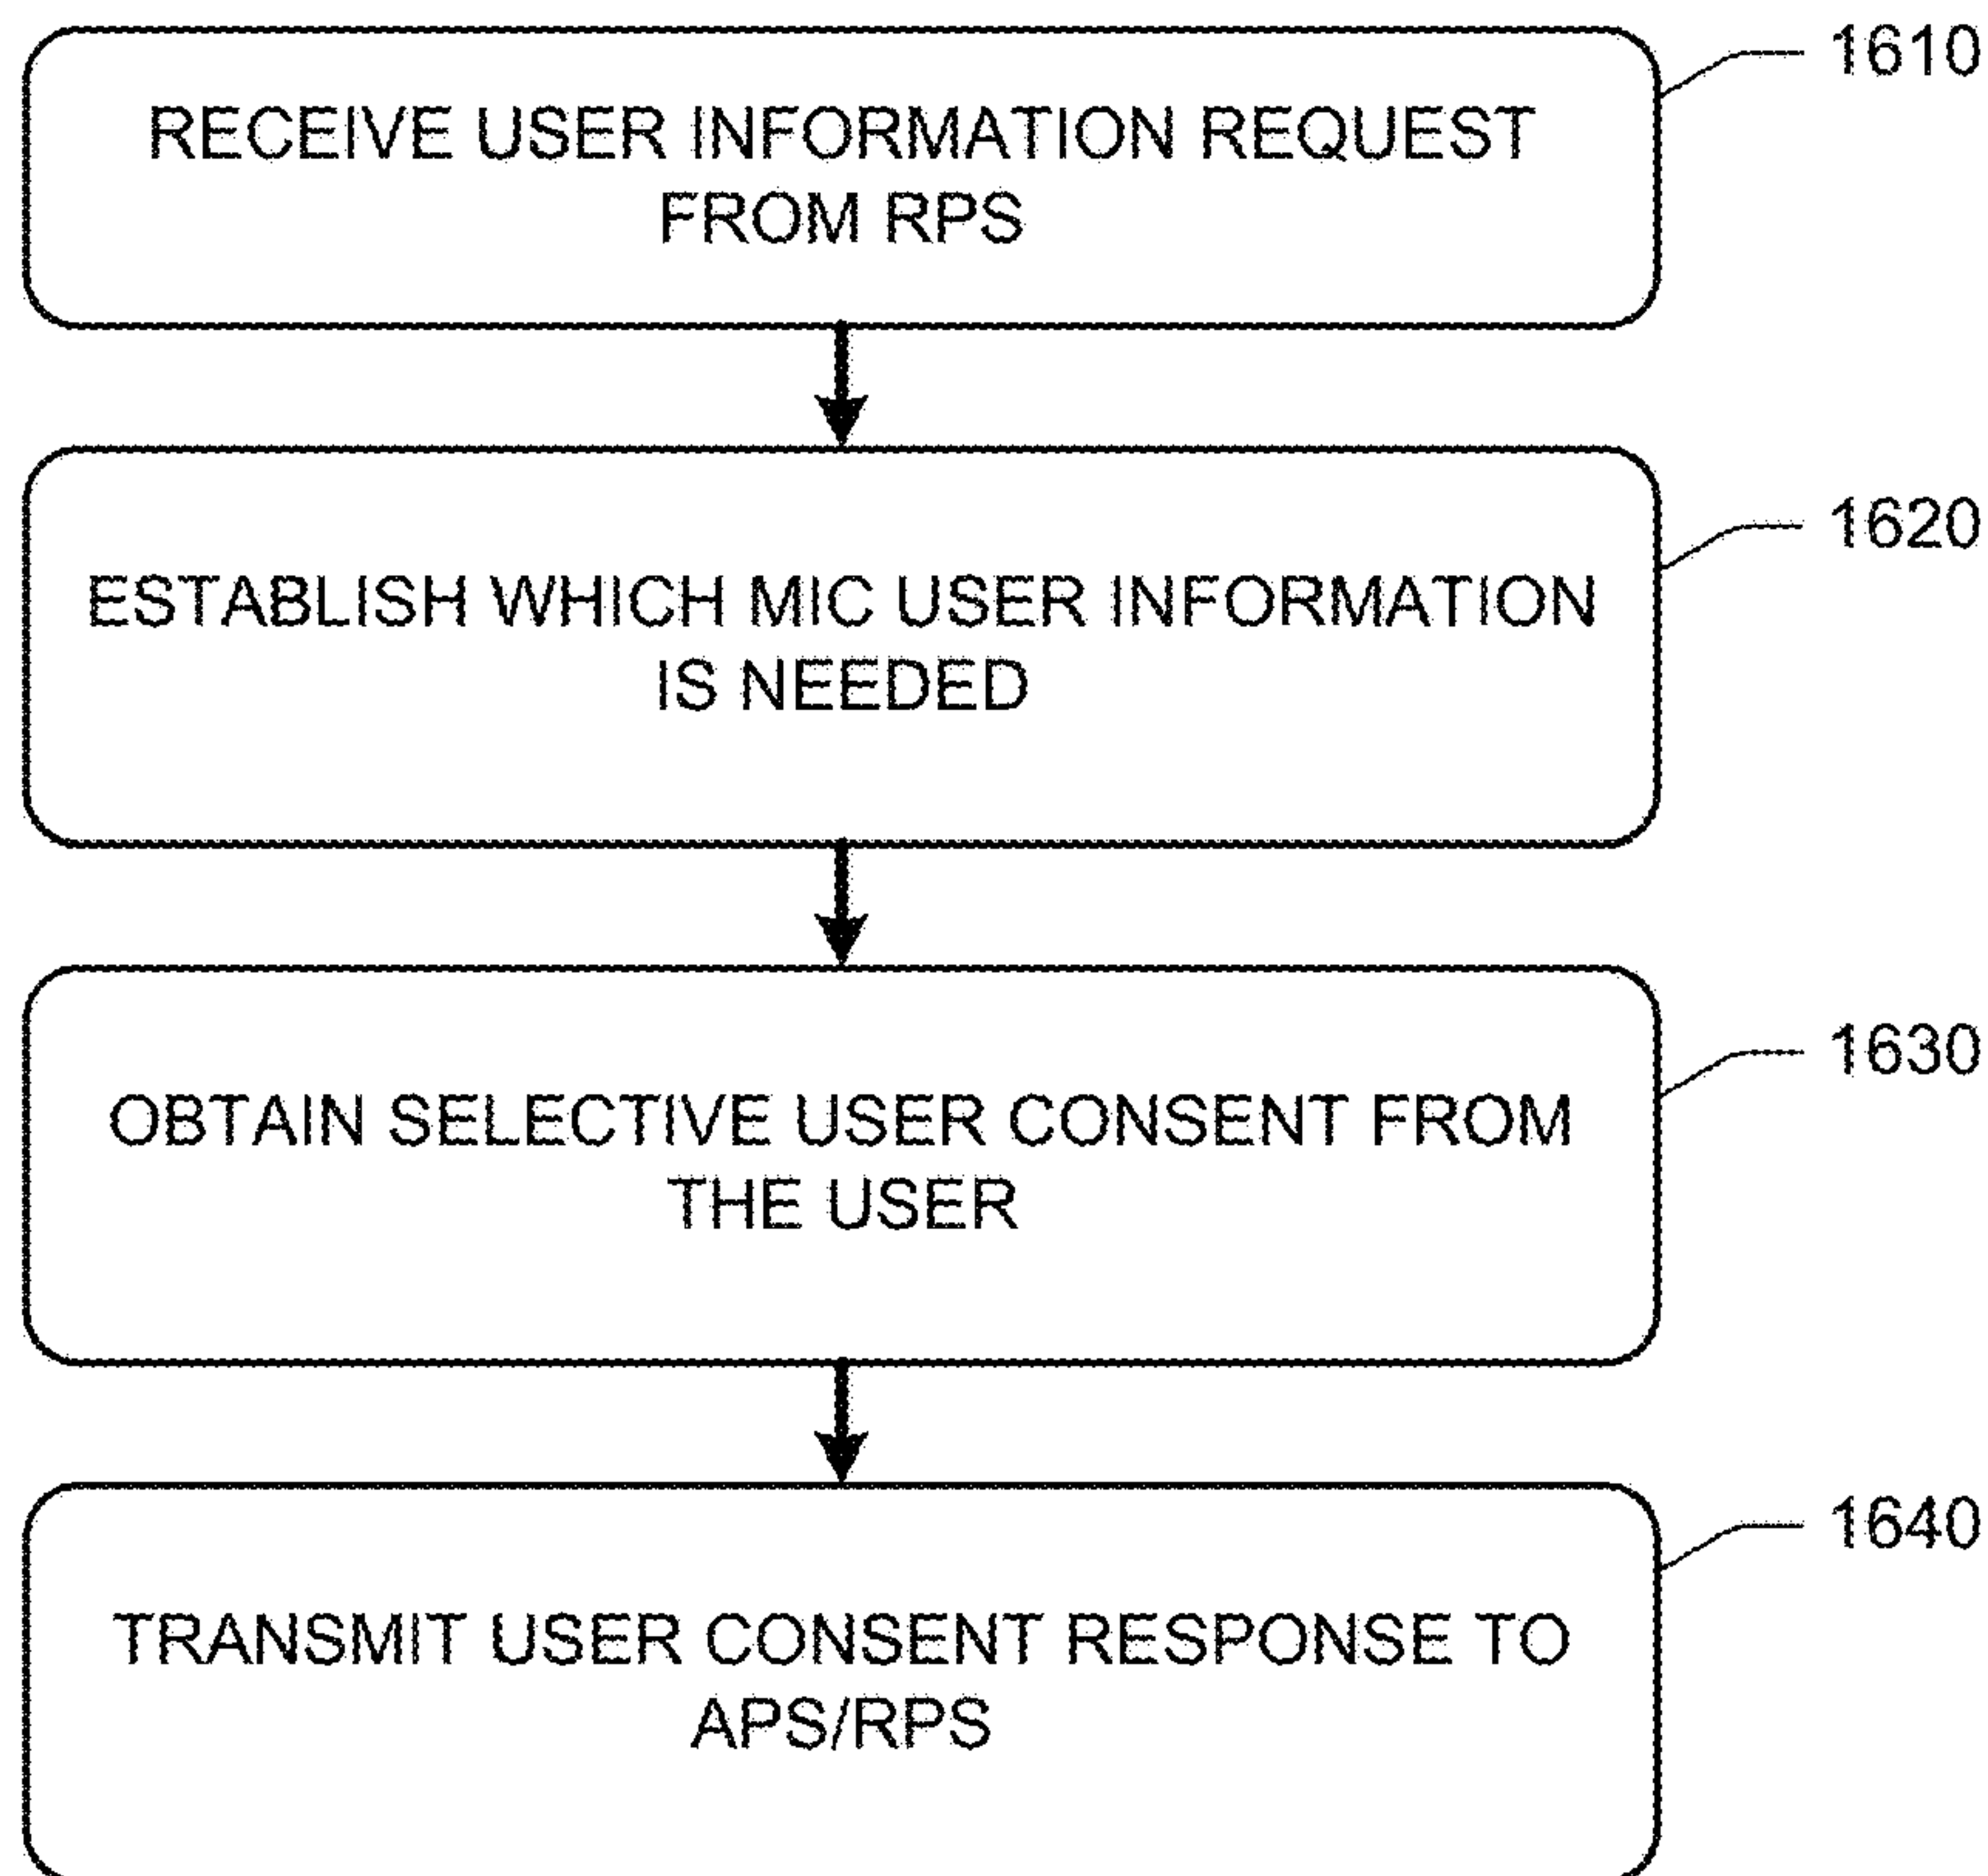 RECEIVE USER INFORMATION REQUEST
FROM RPS
1610
ESTABLISH WHICH MIC USER INFORMATION
IS NEEDED
1620
OBTAIN SELECTIVE USER CONSENT FROM
THE USER
1630
TRANSMIT USER CONSENT RESPONSE TO
APS/RPS
1640